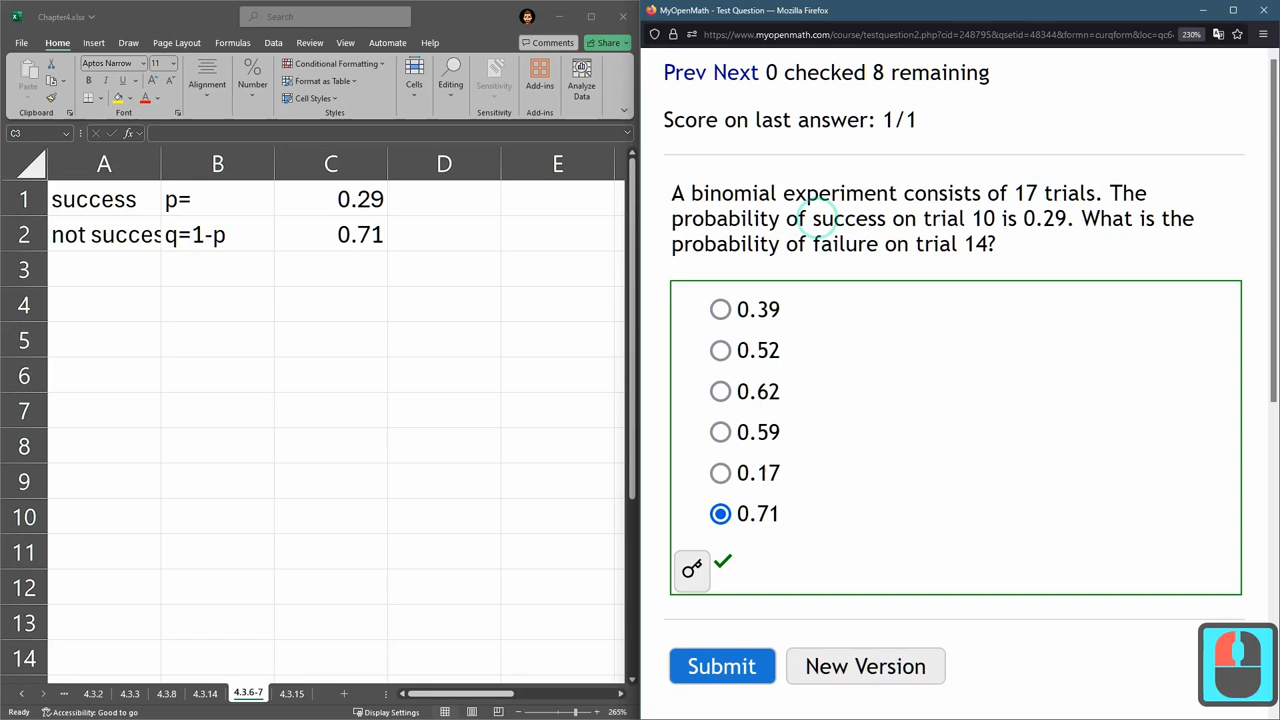 Chapter4.xlsx
Search
File Home Insert Draw Page Layout Formulas Data Review View Automate Help Comments Share
Paste
Clipboard
Aptos Narrow 11
B I U
Font
Alignment
Number
Conditional Formatting
Format as Table
Cell Styles
Styles
Cells
Editing
Sensitivity
Sensitivity
Add-ins
Add-ins
Analyze
Data
C3 fx
A B C D E
1 success p= 0.29
2 not succes q=1-p 0.71
3
4
5
6
7
8
9
10
11
12
13
14
... 4.3.2 4.3.3 4.3.8 4.3.14 4.3.6-7 4.3.15 +
Ready Accessibility: Good to go Display Settings 265%
MyOpenMath - Test Question — Mozilla Firefox
https://www.myopenmath.com/course/testquestion2.php?cid=248795&qsetid=48344&formn=curqform&loc=qc6 230%
Prev Next 0 checked 8 remaining
Score on last answer: 1/1
A binomial experiment consists of 17 trials. The
probability of success on trial 10 is 0.29. What is the
probability of failure on trial 14?
0.39
0.52
0.62
0.59
0.17
0.71
Submit New Version